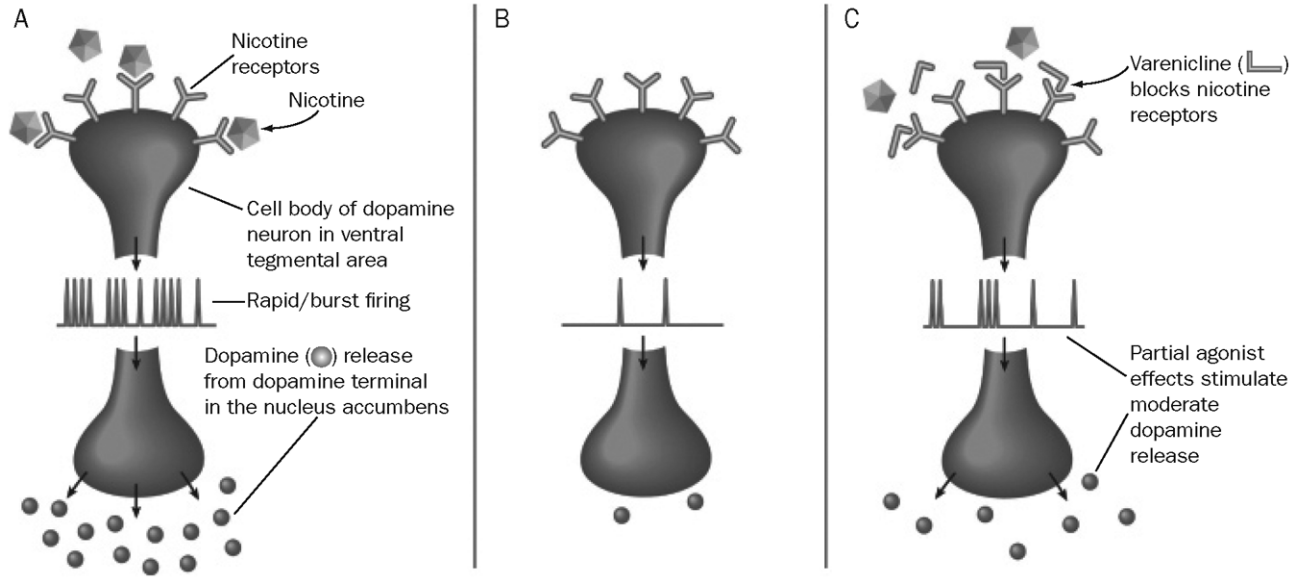 A
Nicotine
receptors
Nicotine
Cell body of dopamine
neuron in ventral
tegmental area
Rapid/burst firing
Dopamine ( ) release
from dopamine terminal
in the nucleus accumbens
B
C
Varenicline ( )
blocks nicotine
receptors
Partial agonist
effects stimulate
moderate
dopamine
release